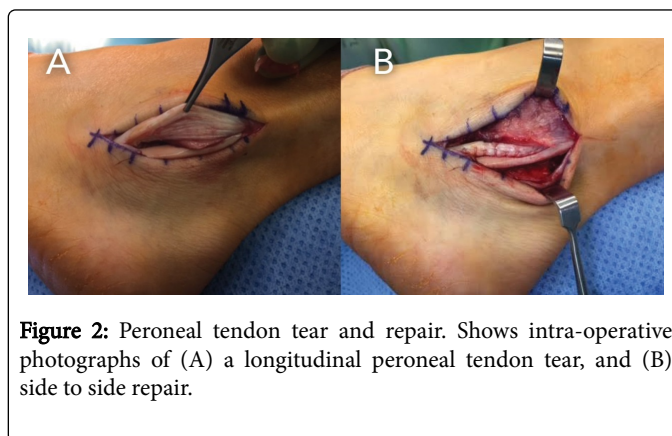 A
B
Figure 2: Peroneal tendon tear and repair. Shows intra-operative
photographs of (A) a longitudinal peroneal tendon tear, and (B)
side to side repair.